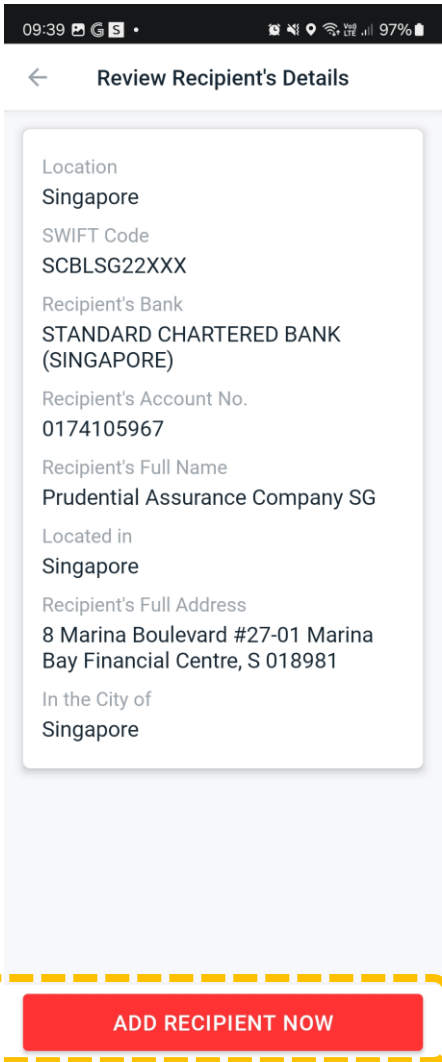 09:39 G S • Vo) LTE 97%
Review Recipient's Details
Location
Singapore
SWIFT Code
SCBLSG22XXX
Recipient's Bank
STANDARD CHARTERED BANK
(SINGAPORE)
Recipient's Account No.
0174105967
Recipient's Full Name
Prudential Assurance Company SG
Located in
Singapore
Recipient's Full Address
8 Marina Boulevard #27-01 Marina
Bay Financial Centre, S 018981
In the City of
Singapore
ADD RECIPIENT NOW